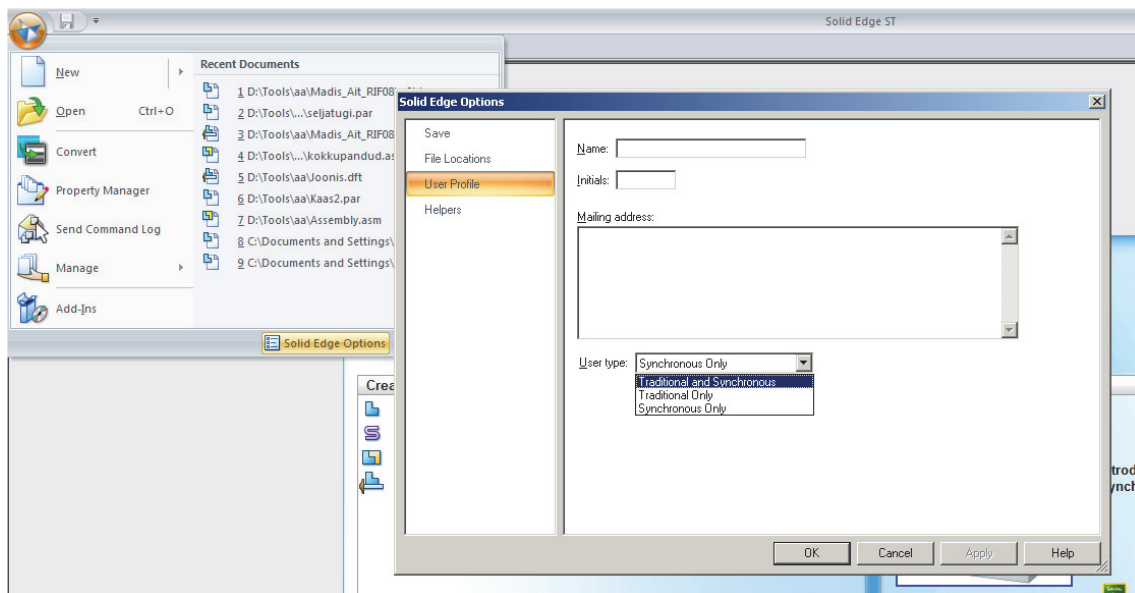 Solid Edge ST
New
Open Ctrl+O
Convert
Property Manager
Send Command Log
Manage
Add-Ins
Recent Documents
1 D:\Tools\aa\Madis_Ait_RIF08
2 D:\Tools\...\seljatugi.par
3 D:\Tools\aa\Madis_Ait_RIF08
4 D:\Tools\...\kokkupandud.as
5 D:\Tools\aa\Joonis.dft
6 D:\Tools\aa\Kaas2.par
7 D:\Tools\aa\Assembly.asm
8 C:\Documents and Settings\
9 C:\Documents and Settings\
Solid Edge Options
Solid Edge Options
Save
File Locations
User Profile
Helpers
Name:
Initials:
Mailing address:
User type: Synchronous Only
Traditional and Synchronous
Traditional Only
Synchronous Only
OK Cancel Apply Help
Crea
trod
ynch